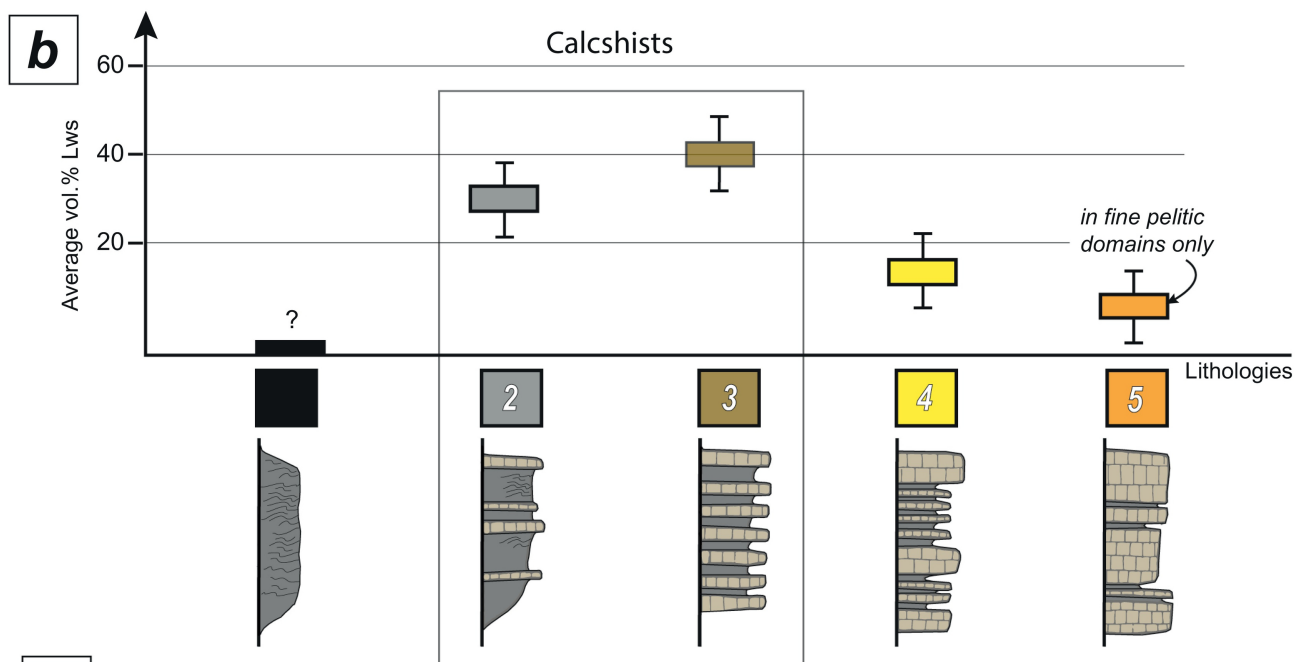 b
Calcshists
60
40
20
Average vol.% Lws
in fine pelitic
domains only
?
Lithologies
2
3
4
5